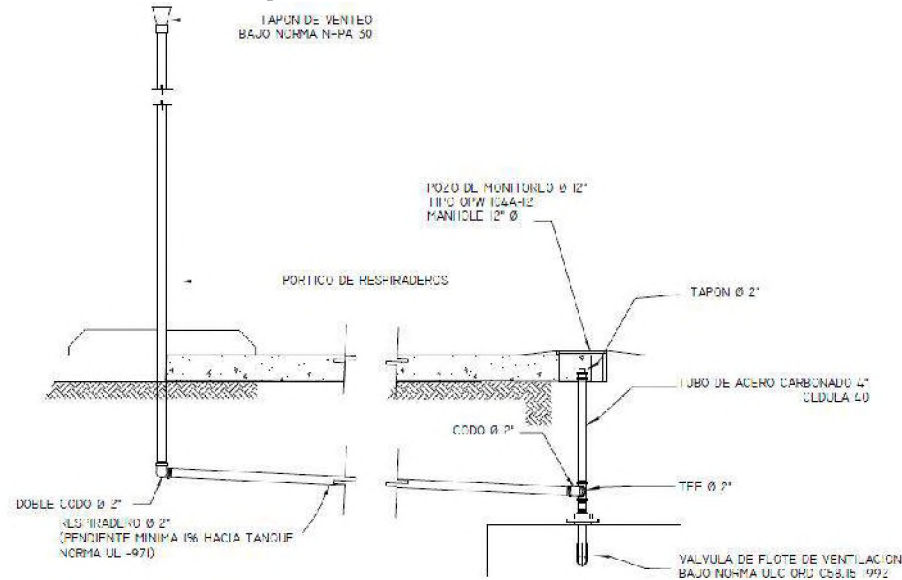 TAPON DE VENTEO
BAJO NORMA NFPA 30
POZO DE MONITOREO Ø 12"
TIPO OPW 104A-12
MANHOLE 12" Ø
PORTICO DE RESPIRADEROS
TAPON Ø 2"
TUBO DE ACERO CARBONADO 4"
CEDULA 40
CODO Ø 2"
TEE Ø 2"
DOBLE CODO Ø 2"
RESPIRADERO Ø 2"
(PENDIENTE MINIMA 1% HACIA TANQUE
NORMA UL -971)
VALVULA DE FLOTE DE VENTILACION
BAJO NORMA ULC ORD C58.15 1992